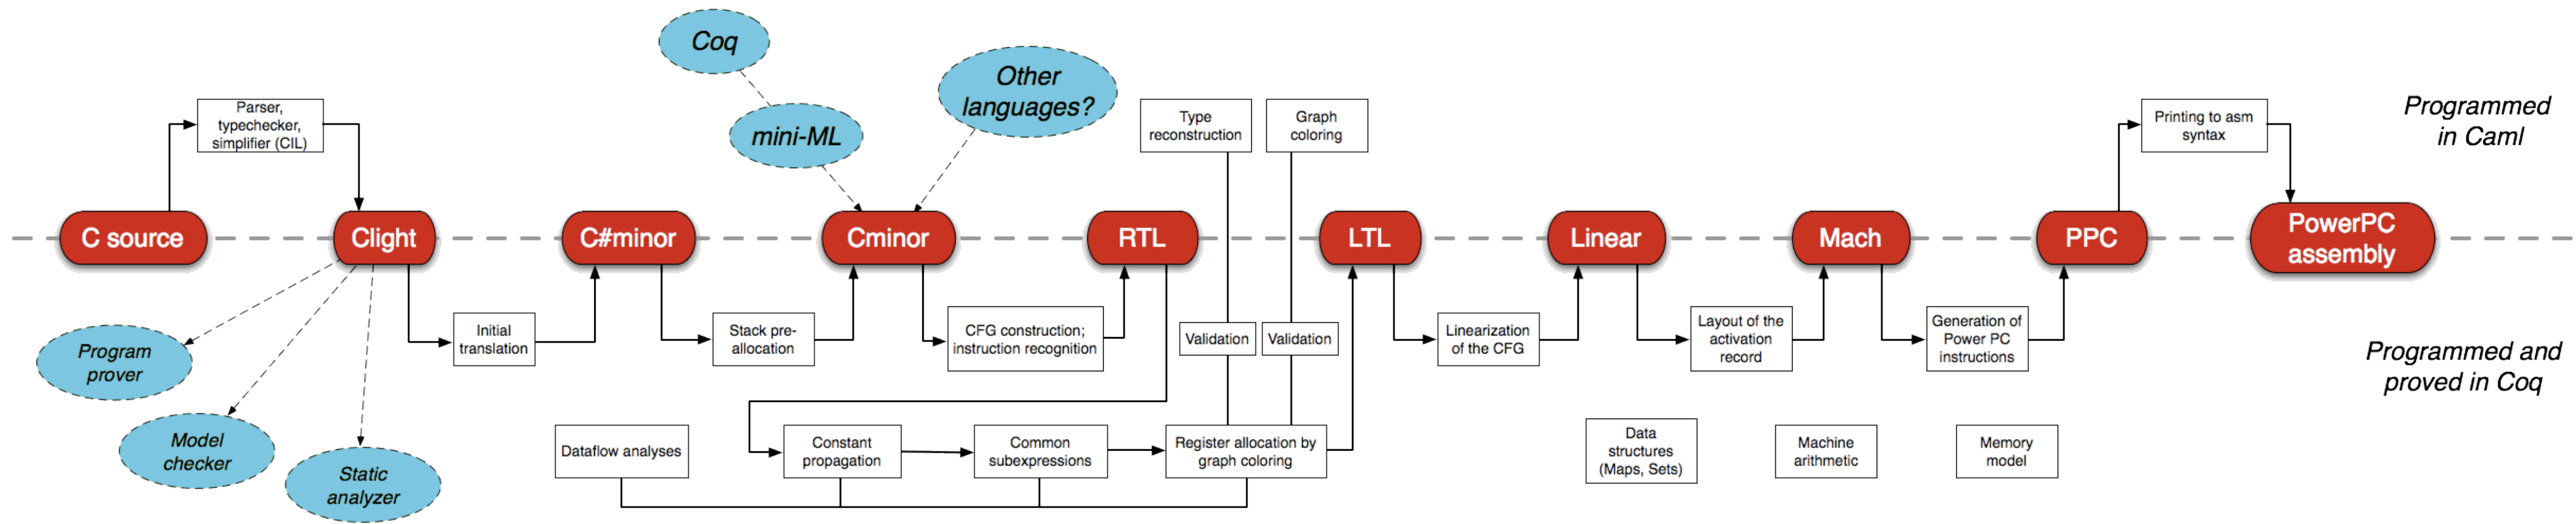 Coq
Other
languages?
mini-ML
Parser,
typechecker,
simplifier (CIL)
Type
reconstruction
Graph
coloring
Printing to asm
syntax
Programmed
in Caml
C source
Clight
C#minor
Cminor
RTL
LTL
Linear
Mach
PPC
PowerPC
assembly
Initial
translation
Stack pre-
allocation
CFG construction;
instruction recognition
Validation
Validation
Linearization
of the CFG
Layout of the
activation
record
Generation of
Power PC
instructions
Programmed and
proved in Coq
Program
prover
Model
checker
Static
analyzer
Dataflow analyses
Constant
propagation
Common
subexpressions
Register allocation by
graph coloring
Data
structures
(Maps, Sets)
Machine
arithmetic
Memory
model